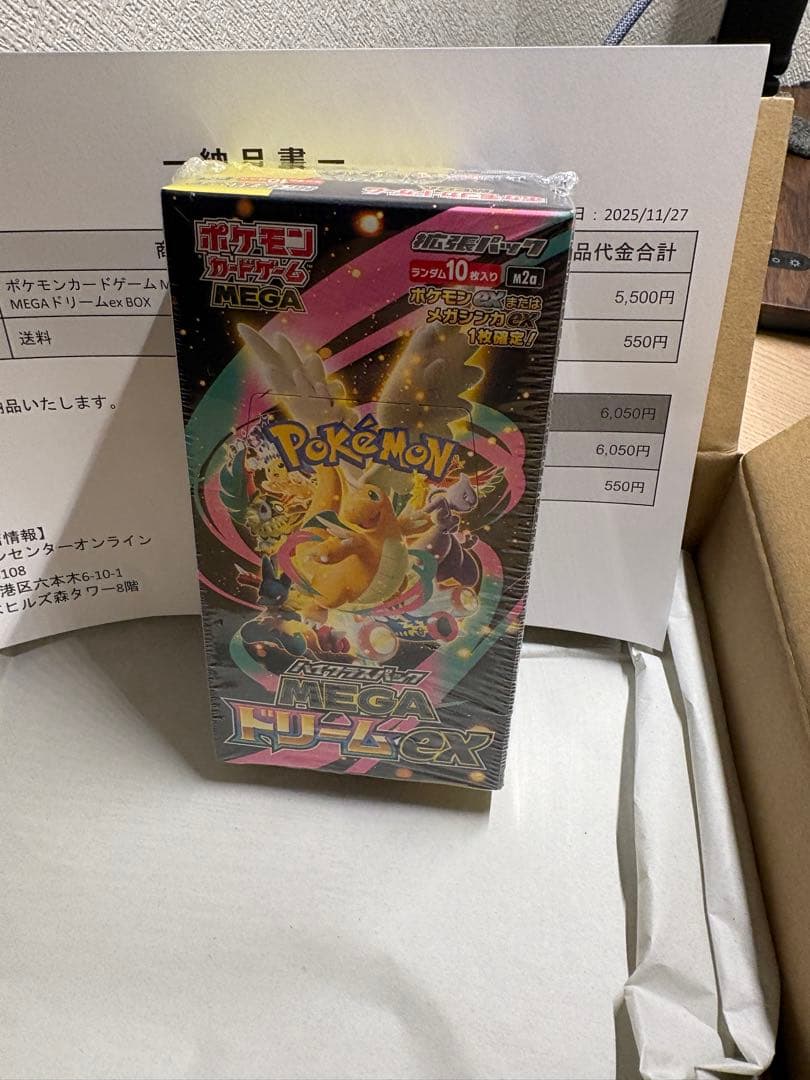 ー 納品書 ー
日：2025/11/27
品代金合計
ポケモンカードゲーム M
MEGAドリームex BOX
5,500円
送料
550円
納品いたします。
6,050円
6,050円
550円
情報】
ンセンターオンライン
108
港区六本木6-10-1
ズヒルズ森タワー8階
ポケモン
カードゲーム
MEGA
拡張パック
ランダム10枚入り
M2a
ポケモンexまたは
メガシンカex
1枚確定！
POKéMON
ハイクラスパック
MEGA
ドリームex